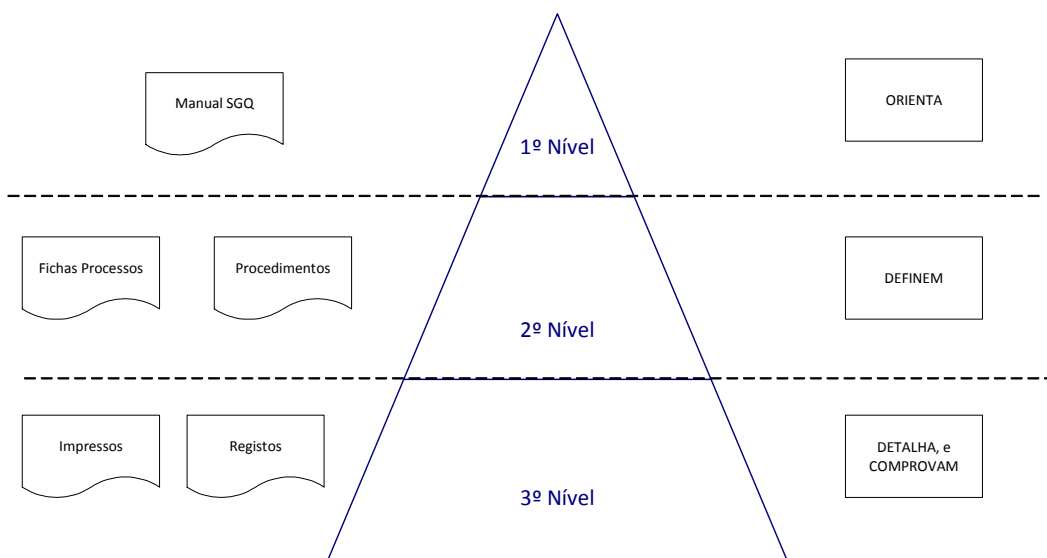 Manual SGQ
ORIENTA
1º Nível
Fichas Processos
Procedimentos
DEFINEM
2º Nível
Impressos
Registos
DETALHA, e
COMPROVAM
3º Nível